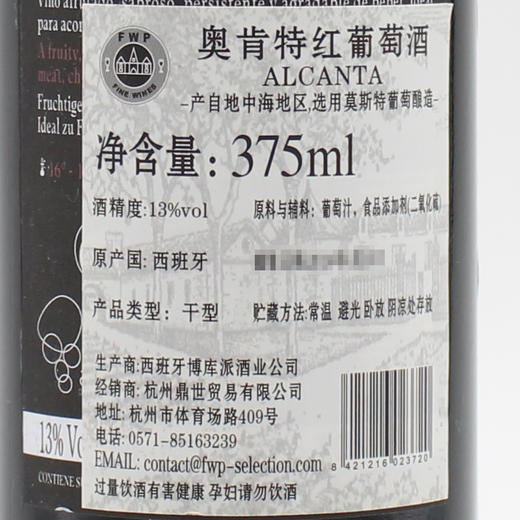 para acor
A fruity,
meat, ch
Fruchtige
Ideal zu F
16°
13% Vo
CONTIENE S
FWP
FINE WINES
奥肯特红葡萄酒
ALCANTA
-产自地中海地区,选用莫斯特葡萄酿造-
净含量: 375ml
酒精度:13%vol
原料与辅料: 葡萄汁, 食品添加剂(二氧化硫)
原产国: 西班牙
产品类型: 干型
贮藏方法:常温 避光 卧放 阴凉处存放
生产商:西班牙博库派酒业公司
经销商: 杭州鼎世贸易有限公司
地址: 杭州市体育场路409号
电话: 0571-85163239
EMAIL: contact@fwp-selection.com
过量饮酒有害健康 孕妇请勿饮酒
8 421216 023720